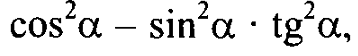 cos²α – sin²α · tg²α,